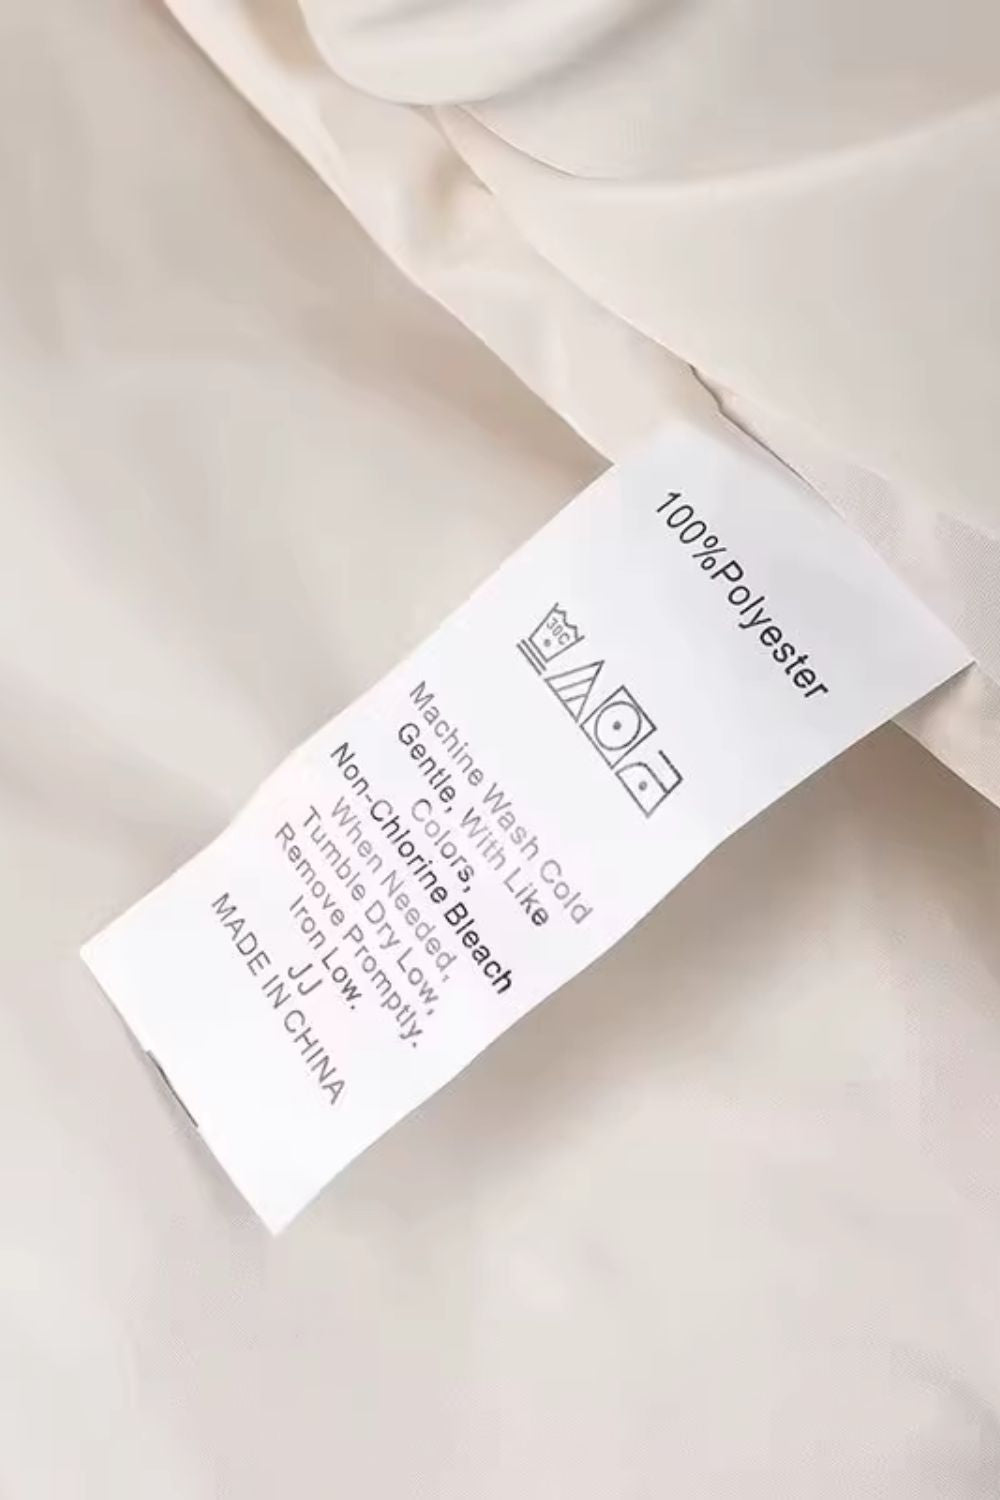 100%Polyester
30C
Machine Wash Cold
Gentle, With Like
Colors,
Non-Chlorine Bleach
When Needed,
Tumble Dry Low,
Remove Promptly.
Iron Low.
JJ
MADE IN CHINA